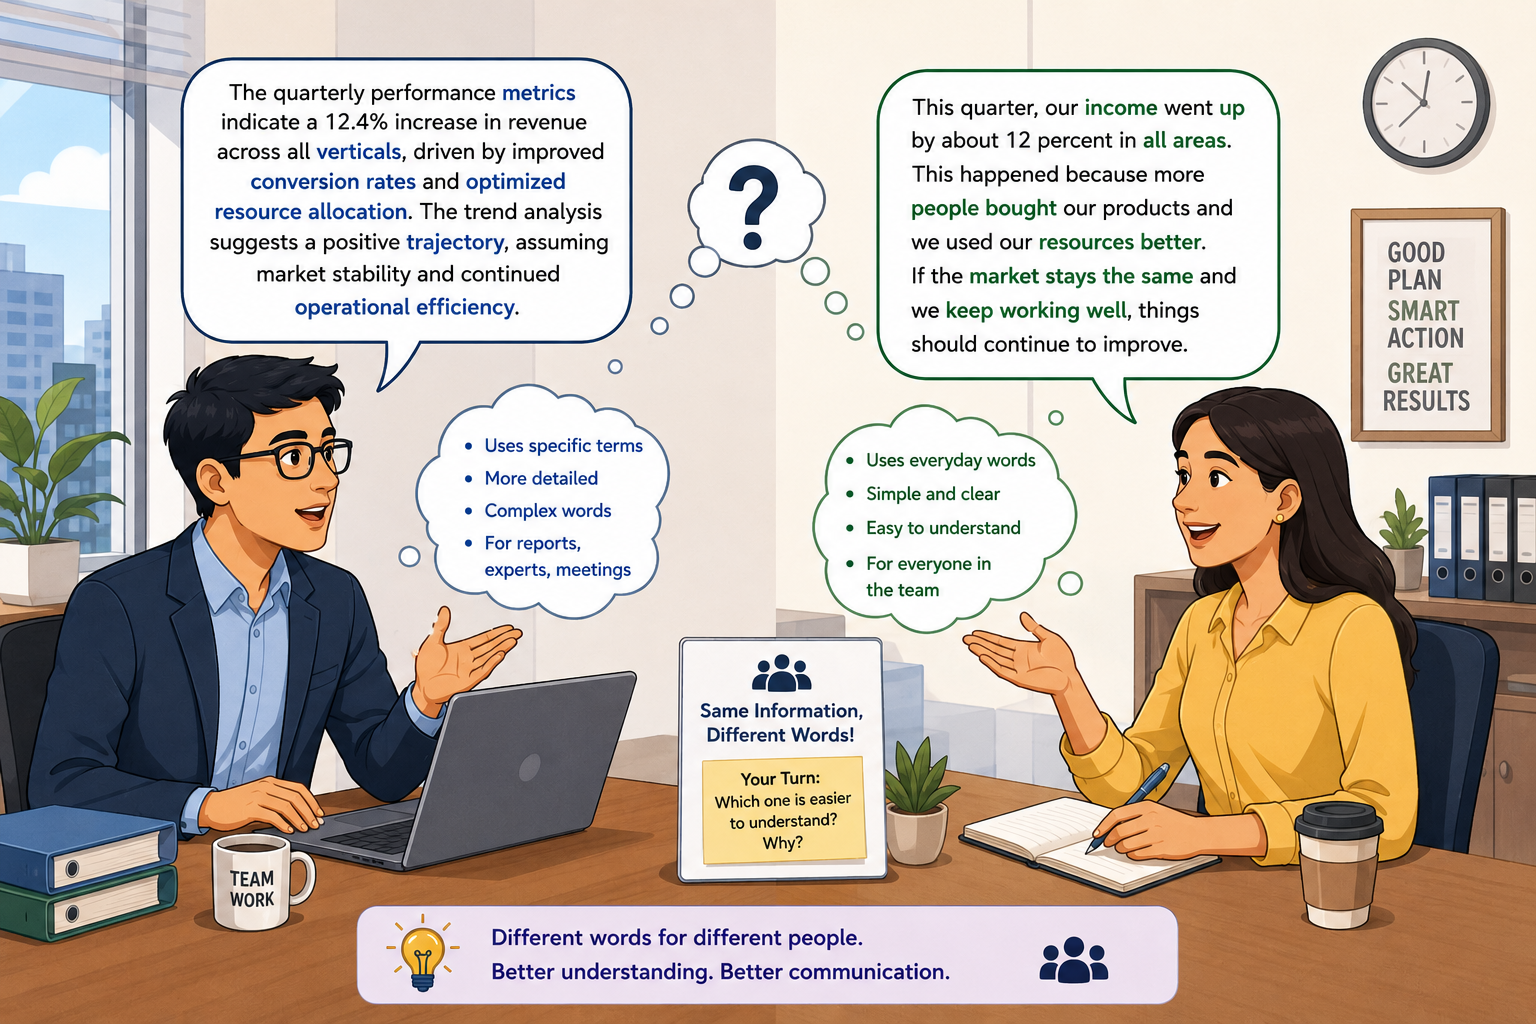 The quarterly performance metrics
indicate a 12.4% increase in revenue
across all verticals, driven by improved
conversion rates and optimized
resource allocation. The trend analysis
suggests a positive trajectory, assuming
market stability and continued
operational efficiency.
?
This quarter, our income went up
by about 12 percent in all areas.
This happened because more
people bought our products and
we used our resources better.
If the market stays the same and
we keep working well, things
should continue to improve.
GOOD
PLAN
SMART
ACTION
GREAT
RESULTS
• Uses specific terms
• More detailed
• Complex words
• For reports,
experts, meetings
• Uses everyday words
• Simple and clear
• Easy to understand
• For everyone in
the team
Same Information,
Different Words!
Your Turn:
Which one is easier
to understand?
Why?
TEAM
WORK
Different words for different people.
Better understanding. Better communication.